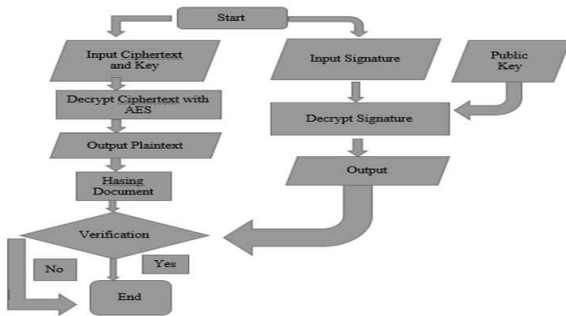 Start
Input Ciphertext
and Key
Input Signature
Public
Key
Decrypt Ciphertext with
AES
Decrypt Signature
Output Plaintext
Output
Hasing
Document
Verification
No
Yes
End